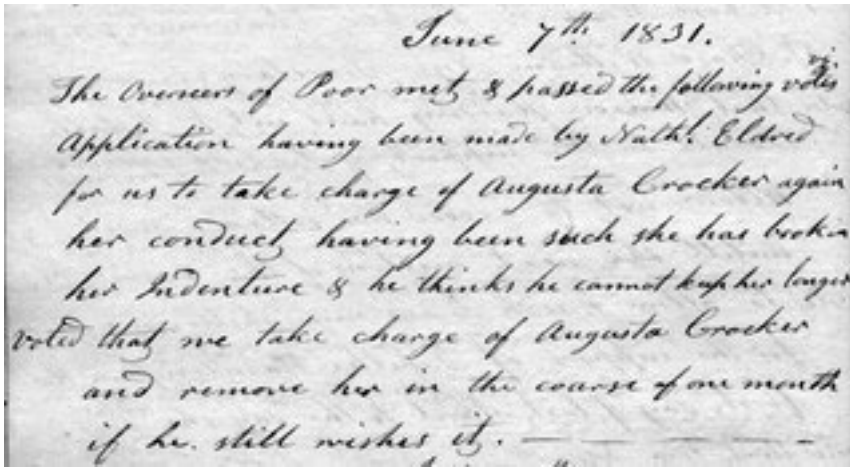 June 7th 1831.
The Overseers of Poor met & passed the following votes viz.
Application having been made by Nathl. Eldred
for us to take charge of Augusta Crocker again
her conduct having been such she has broken
her Indenture & he thinks he cannot keep her longer
voted that we take charge of Augusta Crocker
and remove her in the coarse of one month
if he still wishes it.